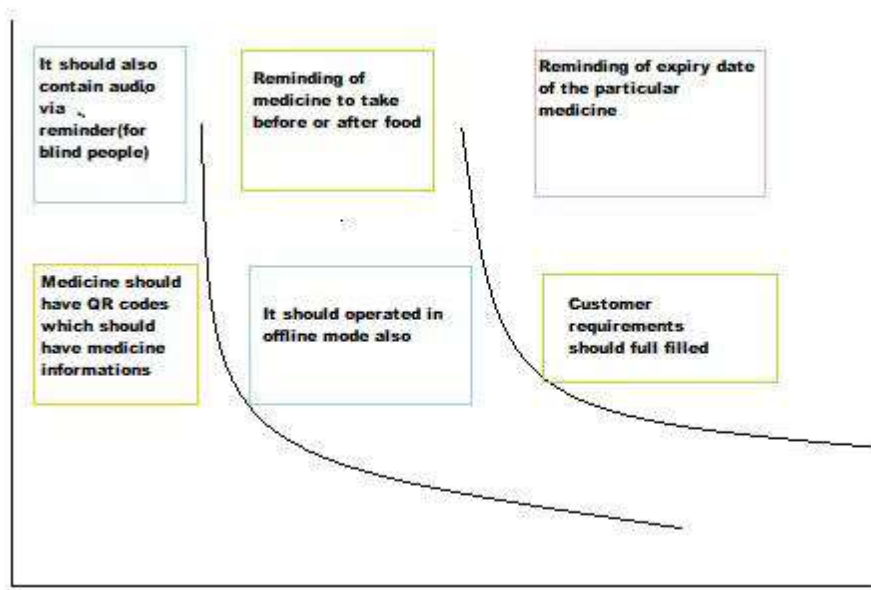 It should also
contain audio
via
reminder(for
blind people)
Reminding of
medicine to take
before or after food
Reminding of expiry date
of the particular
medicine
Medicine should
have QR codes
which should
have medicine
informations
It should operated in
offline mode also
Customer
requirements
should full filled